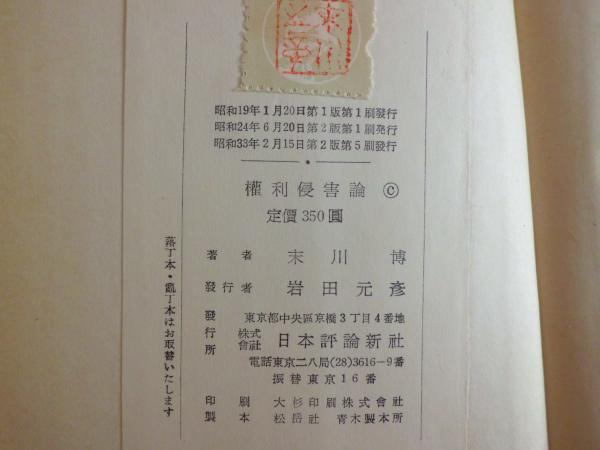 昭和19年1月20日第1版第1刷發行
昭和24年6月20日第2版第1刷発行
昭和33年2月15日第2版第5刷發行
權利侵害論 ©
定價350圓
著者 末川博
發行者 岩田元彥
發行所
東京都中央區京橋3丁目4番地
株式會社 日本評論新社
電話東京二八局(28)3616-9番
振替東京16番
印刷 大杉印刷株式會社
製本 松岳社 青木製本所
落丁本・亂丁本はお取替いたします